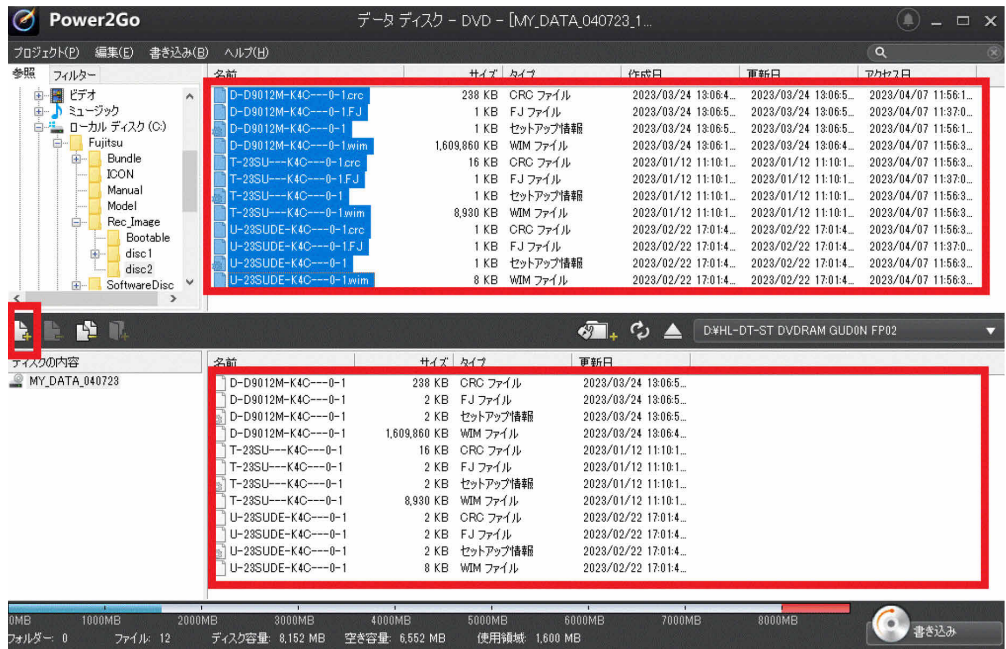 Power2Go
データ ディスク - DVD - [MY_DATA_040723_1...
プロジェクト(P) 編集(E) 書き込み(B) ヘルプ(H)
参照 フィルター
ビデオ
ミュージック
ローカル ディスク (C:)
Fujitsu
Bundle
ICON
Manual
Model
Rec_Image
Bootable
disc1
disc2
SoftwareDisc
名前 サイズ タイプ 作成日 更新日 アクセス日
D-D9012M-K4C---0-1.crc 238 KB CRC ファイル 2023/03/24 13:06:4... 2023/03/24 13:06:5... 2023/04/07 11:56:1...
D-D9012M-K4C---0-1.FJ 1 KB FJ ファイル 2023/03/24 13:06:5... 2023/03/24 13:06:5... 2023/04/07 11:37:0...
D-D9012M-K4C---0-1 1 KB セットアップ情報 2023/03/24 13:06:5... 2023/03/24 13:06:5... 2023/04/07 11:56:1...
D-D9012M-K4C---0-1.wim 1,609,860 KB WIM ファイル 2023/03/24 13:06:1... 2023/03/24 13:06:4... 2023/04/07 11:56:3...
T-23SU---K4C---0-1.crc 16 KB CRC ファイル 2023/01/12 11:10:1... 2023/01/12 11:10:1... 2023/04/07 11:56:3...
T-23SU---K4C---0-1.FJ 1 KB FJ ファイル 2023/01/12 11:10:1... 2023/01/12 11:10:1... 2023/04/07 11:37:0...
T-23SU---K4C---0-1 1 KB セットアップ情報 2023/01/12 11:10:1... 2023/01/12 11:10:1... 2023/04/07 11:56:3...
T-23SU---K4C---0-1.wim 8,930 KB WIM ファイル 2023/01/12 11:10:1... 2023/01/12 11:10:1... 2023/04/07 11:56:3...
U-23SUDE-K4C---0-1.crc 1 KB CRC ファイル 2023/02/22 17:01:4... 2023/02/22 17:01:4... 2023/04/07 11:56:3...
U-23SUDE-K4C---0-1.FJ 1 KB FJ ファイル 2023/02/22 17:01:4... 2023/02/22 17:01:4... 2023/04/07 11:37:0...
U-23SUDE-K4C---0-1 1 KB セットアップ情報 2023/02/22 17:01:4... 2023/02/22 17:01:4... 2023/04/07 11:56:3...
U-23SUDE-K4C---0-1.wim 8 KB WIM ファイル 2023/02/22 17:01:4... 2023/02/22 17:01:4... 2023/04/07 11:56:3...
D:¥HL-DT-ST DVDRAM GUD0N FP02
ディスクの内容
MY_DATA_040723
名前 サイズ タイプ 更新日
D-D9012M-K4C---0-1 238 KB CRC ファイル 2023/03/24 13:06:5...
D-D9012M-K4C---0-1 2 KB FJ ファイル 2023/03/24 13:06:5...
D-D9012M-K4C---0-1 2 KB セットアップ情報 2023/03/24 13:06:5...
D-D9012M-K4C---0-1 1,609,860 KB WIM ファイル 2023/03/24 13:06:4...
T-23SU---K4C---0-1 16 KB CRC ファイル 2023/01/12 11:10:1...
T-23SU---K4C---0-1 2 KB FJ ファイル 2023/01/12 11:10:1...
T-23SU---K4C---0-1 2 KB セットアップ情報 2023/01/12 11:10:1...
T-23SU---K4C---0-1 8,930 KB WIM ファイル 2023/01/12 11:10:1...
U-23SUDE-K4C---0-1 2 KB CRC ファイル 2023/02/22 17:01:4...
U-23SUDE-K4C---0-1 2 KB FJ ファイル 2023/02/22 17:01:4...
U-23SUDE-K4C---0-1 2 KB セットアップ情報 2023/02/22 17:01:4...
U-23SUDE-K4C---0-1 8 KB WIM ファイル 2023/02/22 17:01:4...
0MB 1000MB 2000MB 3000MB 4000MB 5000MB 6000MB 7000MB 8000MB
フォルダー: 0 ファイル: 12 ディスク容量: 8,152 MB 空き容量: 6,552 MB 使用領域: 1,600 MB
書き込み